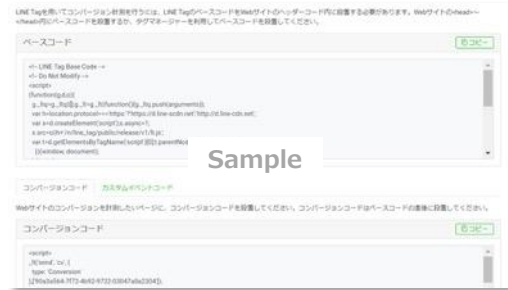 LINE Tagを用いてコンバージョン計測を行うには、LINE TagのベースコードをWebサイトのヘッダーコード内に設置する必要があります。Webサイトの<head>〜
</head>内にベースコードを設置するか、タグマネージャーを利用してベースコードを設置してください。
ベースコード
コピー
<!-- LINE Tag Base Code -->
<!-- Do Not Modify -->
<script>
(function(g,d,o){
g._ltq=g._ltq||[];g._lt=g._lt||function(){g._ltq.push(arguments)};
var h=location.protocol==='https:'?'https://d.line-scdn.net':'http://d.line-cdn.net';
var s=d.createElement('script');s.async=1;
s.src=o||h+'/n/line_tag/public/release/v1/lt.js';
var t=d.getElementsByTagName('script')[0];t.parentNo
})(window, document);
Sample
コンバージョンコード
カスタムイベントコード
Webサイトのコンバージョンを計測したいページに、コンバージョンコードを設置してください。コンバージョンコードはベースコードの直後に設置してください。
コンバージョンコード
コピー
<script>
_lt('send', 'cv', {
type: 'Conversion'